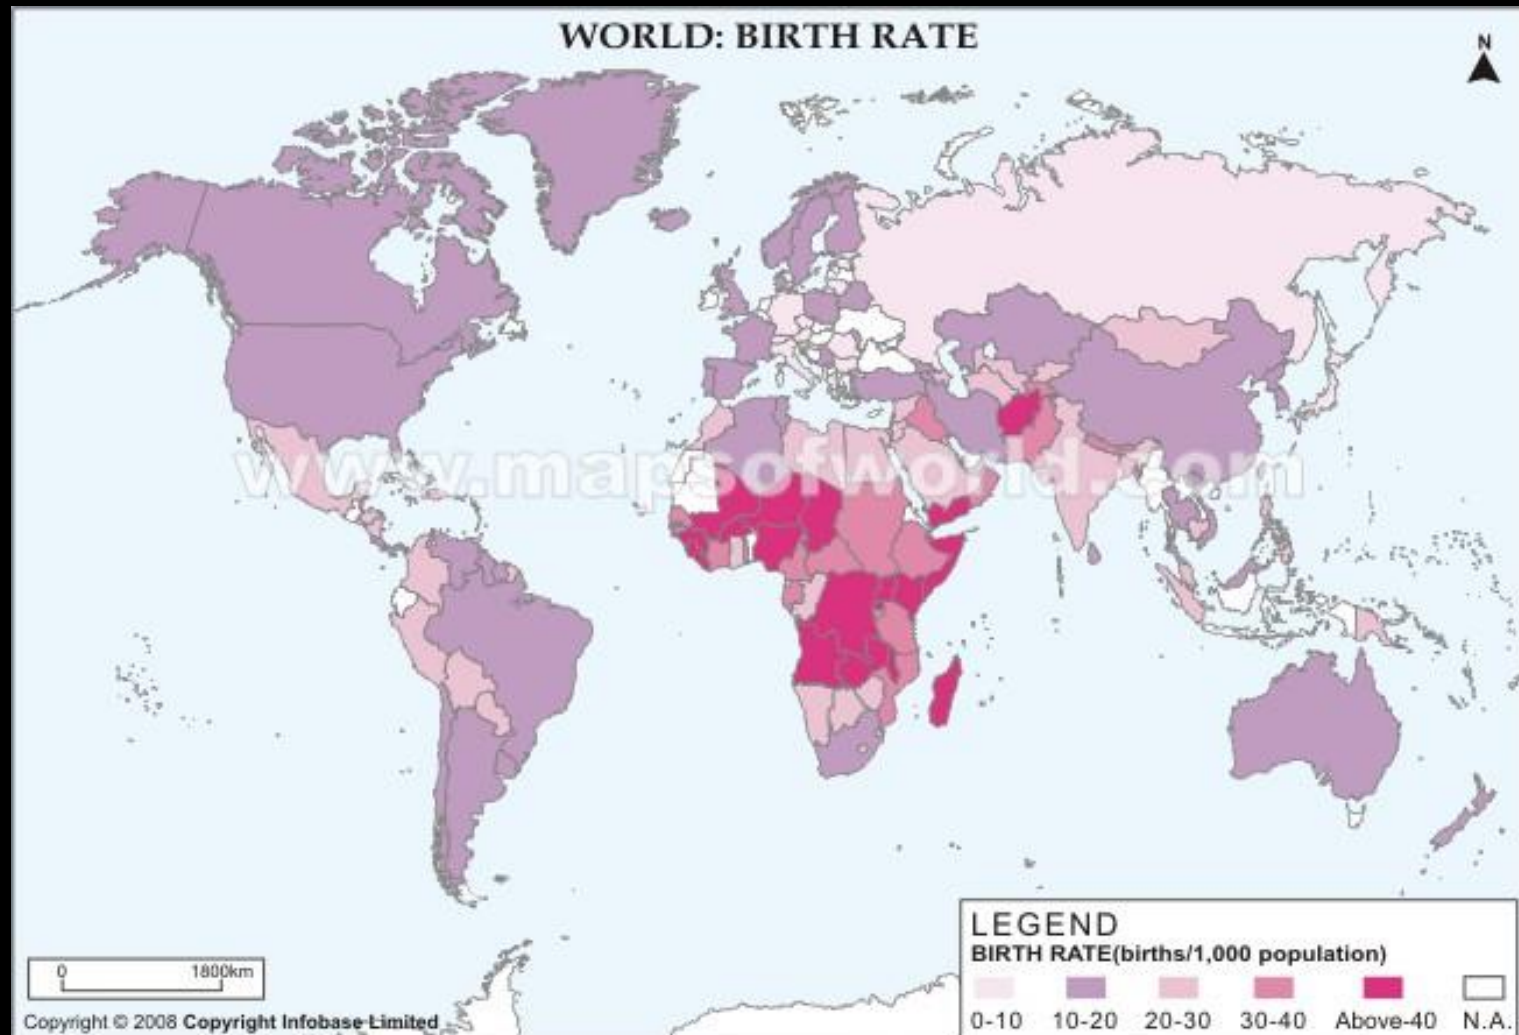 WORLD: BIRTH RATE
N
www.mapsofworld.com
LEGEND
BIRTH RATE(births/1,000 population)
0-10 10-20 20-30 30-40 Above-40 N.A.
0 1800km
Copyright © 2008 Copyright Infobase Limited